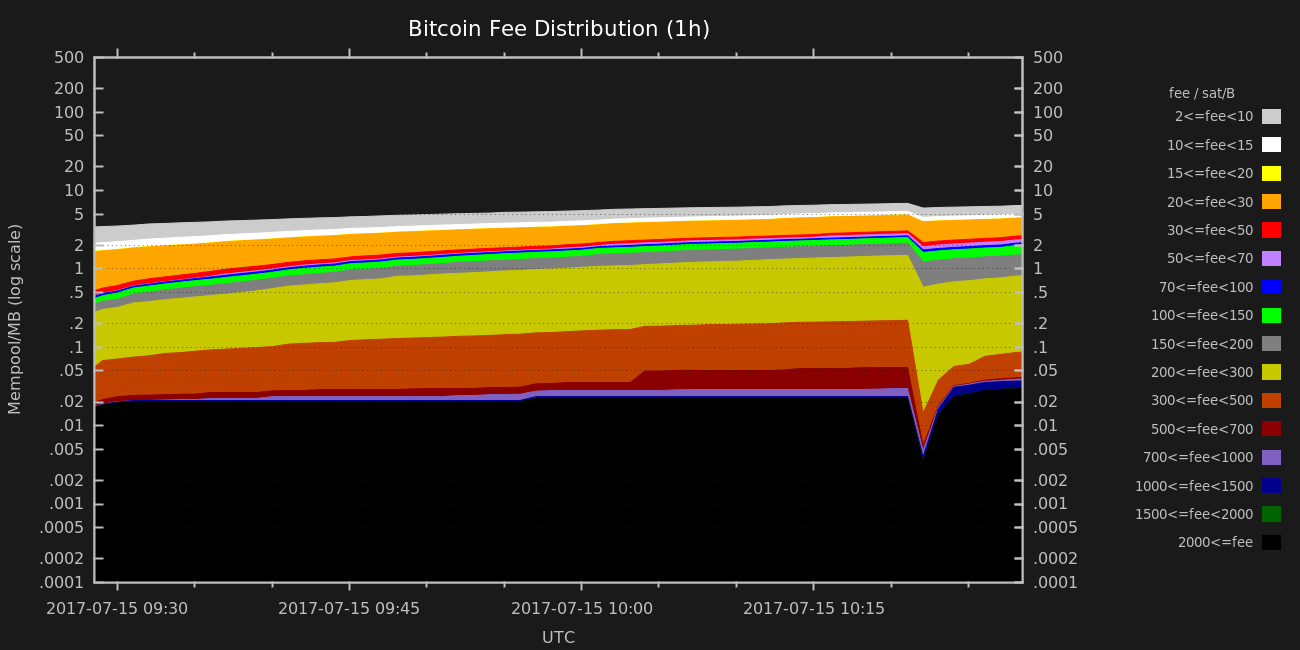 Bitcoin Fee Distribution (1h)
Mempool/MB (log scale)
500
200
100
50
20
10
5
2
1
.5
.2
.1
.05
.02
.01
.005
.002
.001
.0005
.0002
.0001
500
200
100
50
20
10
5
2
1
.5
.2
.1
.05
.02
.01
.005
.002
.001
.0005
.0002
.0001
2017-07-15 09:30
2017-07-15 09:45
2017-07-15 10:00
2017-07-15 10:15
UTC
fee / sat/B
2<=fee<10
10<=fee<15
15<=fee<20
20<=fee<30
30<=fee<50
50<=fee<70
70<=fee<100
100<=fee<150
150<=fee<200
200<=fee<300
300<=fee<500
500<=fee<700
700<=fee<1000
1000<=fee<1500
1500<=fee<2000
2000<=fee